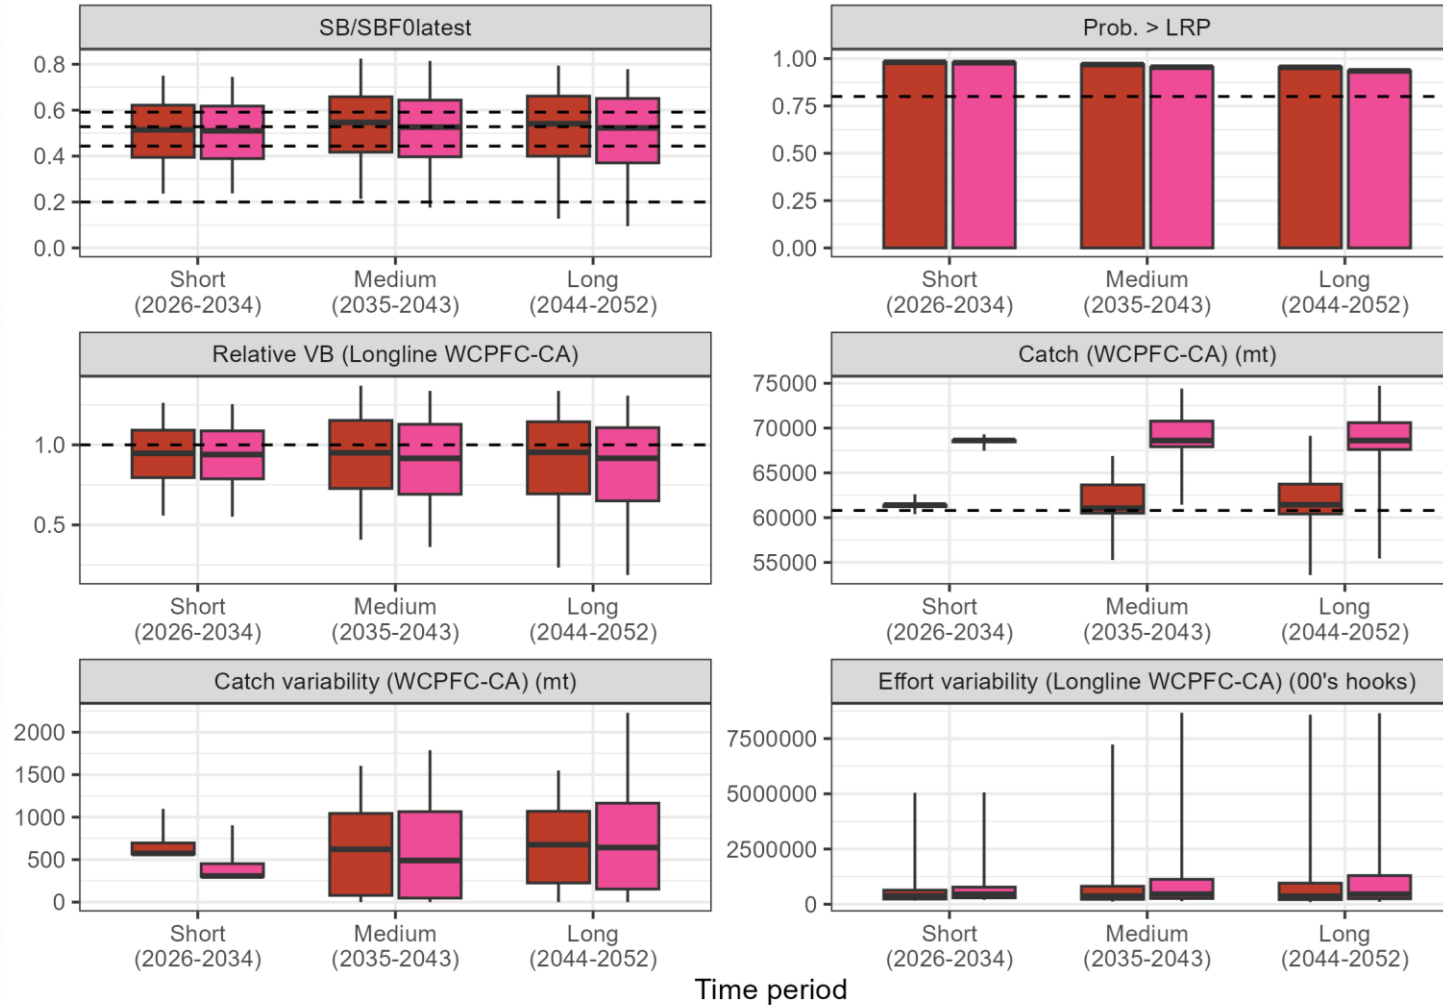 SB/SBF0latest
0.8
0.6
0.4
0.2
0.0
Short
(2026-2034)
Medium
(2035-2043)
Long
(2044-2052)
Prob. > LRP
1.00
0.75
0.50
0.25
0.00
Short
(2026-2034)
Medium
(2035-2043)
Long
(2044-2052)
Relative VB (Longline WCPFC-CA)
1.0
0.5
Short
(2026-2034)
Medium
(2035-2043)
Long
(2044-2052)
Catch (WCPFC-CA) (mt)
75000
70000
65000
60000
55000
Short
(2026-2034)
Medium
(2035-2043)
Long
(2044-2052)
Catch variability (WCPFC-CA) (mt)
2000
1500
1000
500
0
Short
(2026-2034)
Medium
(2035-2043)
Long
(2044-2052)
Effort variability (Longline WCPFC-CA) (00's hooks)
7500000
5000000
2500000
0
Short
(2026-2034)
Medium
(2035-2043)
Long
(2044-2052)
Time period